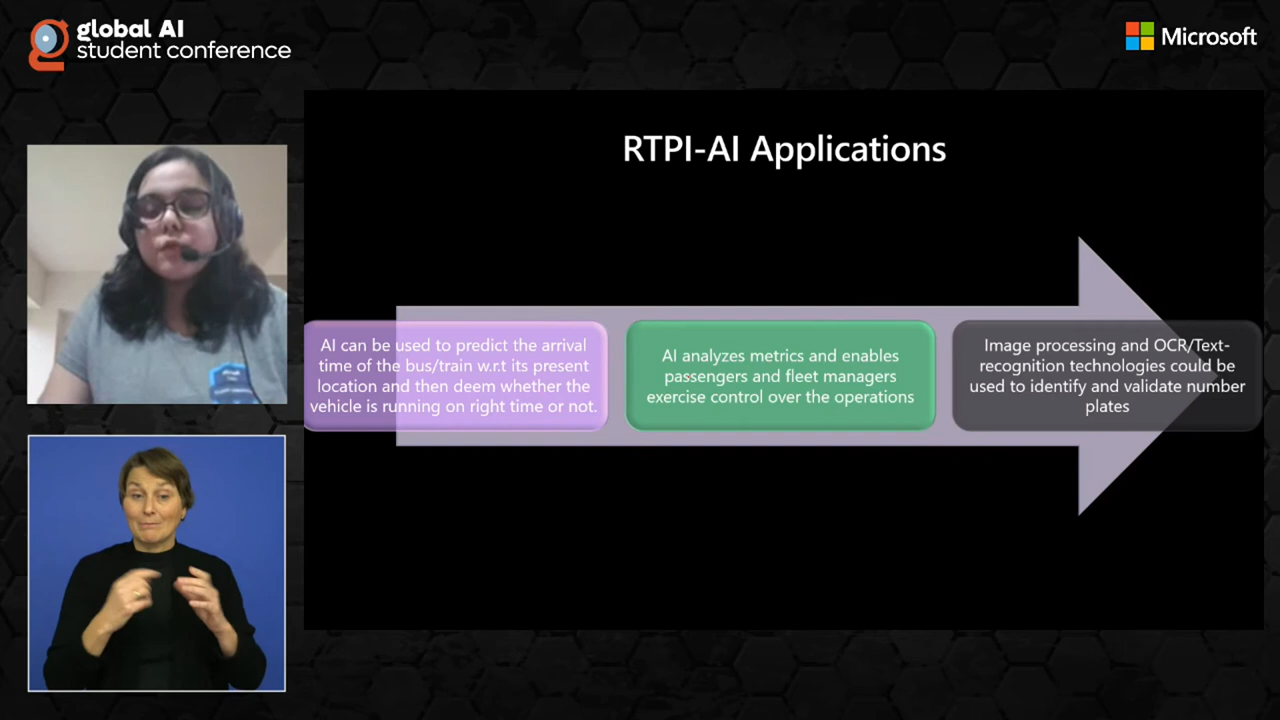 global AI
student conference
Microsoft
RTPI-AI Applications
AI can be used to predict the arrival
time of the bus/train w.r.t its present
location and then deem whether the
vehicle is running on right time or not.
AI analyzes metrics and enables
passengers and fleet managers
exercise control over the operations
Image processing and OCR/Text-
recognition technologies could be
used to identify and validate number
plates